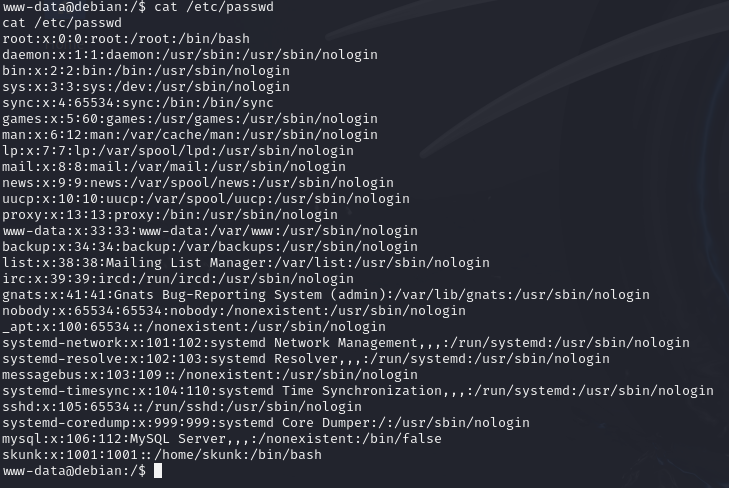 www-data@debian:/$ cat /etc/passwd
cat /etc/passwd
root:x:0:0:root:/root:/bin/bash
daemon:x:1:1:daemon:/usr/sbin:/usr/sbin/nologin
bin:x:2:2:bin:/bin:/usr/sbin/nologin
sys:x:3:3:sys:/dev:/usr/sbin/nologin
sync:x:4:65534:sync:/bin:/bin/sync
games:x:5:60:games:/usr/games:/usr/sbin/nologin
man:x:6:12:man:/var/cache/man:/usr/sbin/nologin
lp:x:7:7:lp:/var/spool/lpd:/usr/sbin/nologin
mail:x:8:8:mail:/var/mail:/usr/sbin/nologin
news:x:9:9:news:/var/spool/news:/usr/sbin/nologin
uucp:x:10:10:uucp:/var/spool/uucp:/usr/sbin/nologin
proxy:x:13:13:proxy:/bin:/usr/sbin/nologin
www-data:x:33:33:www-data:/var/www:/usr/sbin/nologin
backup:x:34:34:backup:/var/backups:/usr/sbin/nologin
list:x:38:38:Mailing List Manager:/var/list:/usr/sbin/nologin
irc:x:39:39:ircd:/run/ircd:/usr/sbin/nologin
gnats:x:41:41:Gnats Bug-Reporting System (admin):/var/lib/gnats:/usr/sbin/nologin
nobody:x:65534:65534:nobody:/nonexistent:/usr/sbin/nologin
_apt:x:100:65534::/nonexistent:/usr/sbin/nologin
systemd-network:x:101:102:systemd Network Management,,,:/run/systemd:/usr/sbin/nologin
systemd-resolve:x:102:103:systemd Resolver,,,:/run/systemd:/usr/sbin/nologin
messagebus:x:103:109::/nonexistent:/usr/sbin/nologin
systemd-timesync:x:104:110:systemd Time Synchronization,,,:/run/systemd:/usr/sbin/nologin
sshd:x:105:65534::/run/sshd:/usr/sbin/nologin
systemd-coredump:x:999:999:systemd Core Dumper:/:/usr/sbin/nologin
mysql:x:106:112:MySQL Server,,,:/nonexistent:/bin/false
skunk:x:1001:1001::/home/skunk:/bin/bash
www-data@debian:/$